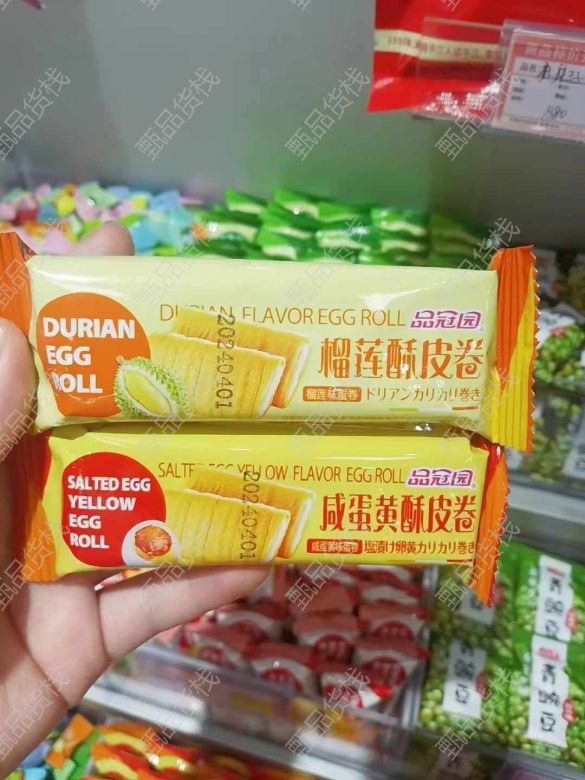 品名
1480
DURIAN FLAVOR EGG ROLL
品冠园
DURIAN
EGG
ROLL
榴莲酥皮卷
榴莲味蛋卷 ドリアンカリカリ巻き
20240401
SALTED EGG YELLOW FLAVOR EGG ROLL
品冠园
SALTED EGG
YELLOW
EGG
ROLL
咸蛋黄酥皮卷
咸蛋黄味蛋卷 塩漬け卵黄カリカリ巻き
20240401
青豌豆
青豌豆
甄品货栈